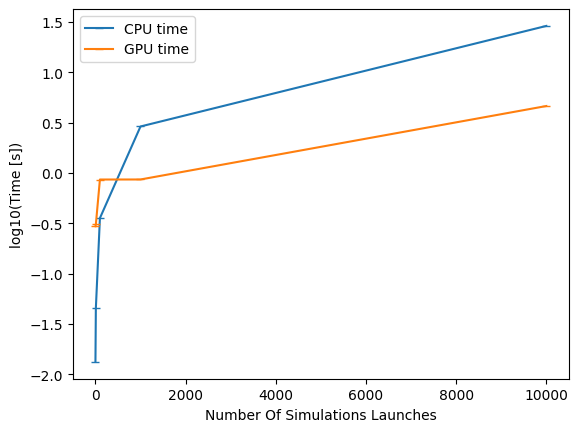 CPU time
GPU time
1.5
1.0
0.5
0.0
−0.5
−1.0
−1.5
−2.0
log10(Time [s])
0 2000 4000 6000 8000 10000
Number Of Simulations Launches